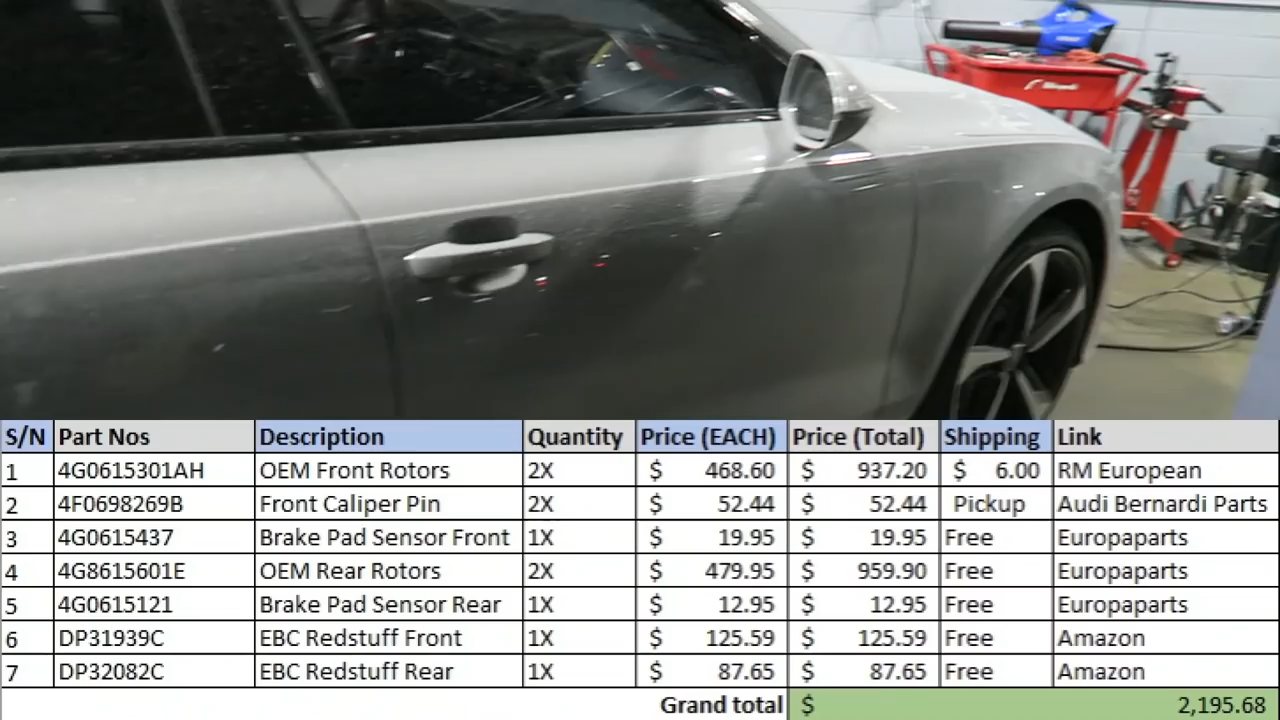 S/N Part Nos Description Quantity Price (EACH) Price (Total) Shipping Link
1 4G0615301AH OEM Front Rotors 2X $ 468.60 $ 937.20 $ 6.00 RM European
2 4F0698269B Front Caliper Pin 2X $ 52.44 $ 52.44 Pickup Audi Bernardi Parts
3 4G0615437 Brake Pad Sensor Front 1X $ 19.95 $ 19.95 Free Europaparts
4 4G8615601E OEM Rear Rotors 2X $ 479.95 $ 959.90 Free Europaparts
5 4G0615121 Brake Pad Sensor Rear 1X $ 12.95 $ 12.95 Free Europaparts
6 DP31939C EBC Redstuff Front 1X $ 125.59 $ 125.59 Free Amazon
7 DP32082C EBC Redstuff Rear 1X $ 87.65 $ 87.65 Free Amazon
Grand total $ 2,195.68